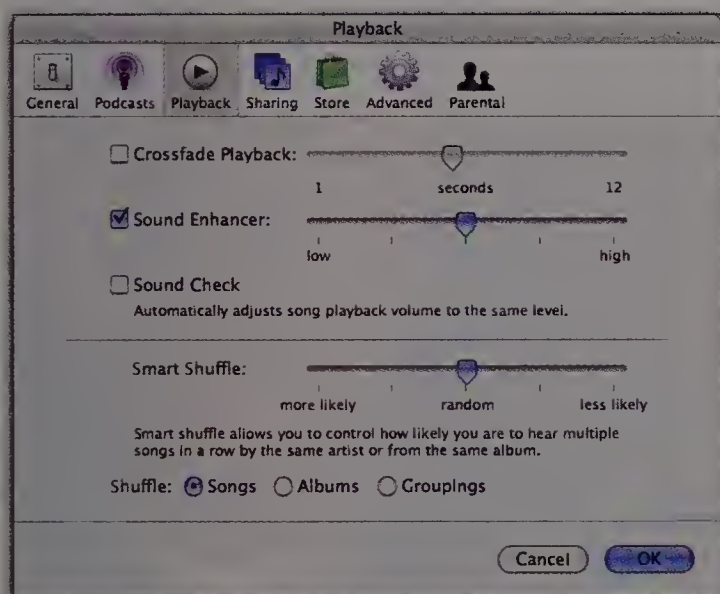 Playback
General Podcasts Playback Sharing Store Advanced Parental
Crossfade Playback:
1 seconds 12
Sound Enhancer:
low high
Sound Check
Automatically adjusts song playback volume to the same level.
Smart Shuffle:
more likely random less likely
Smart shuffle allows you to control how likely you are to hear multiple
songs in a row by the same artist or from the same album.
Shuffle: Songs Albums Groupings
Cancel OK